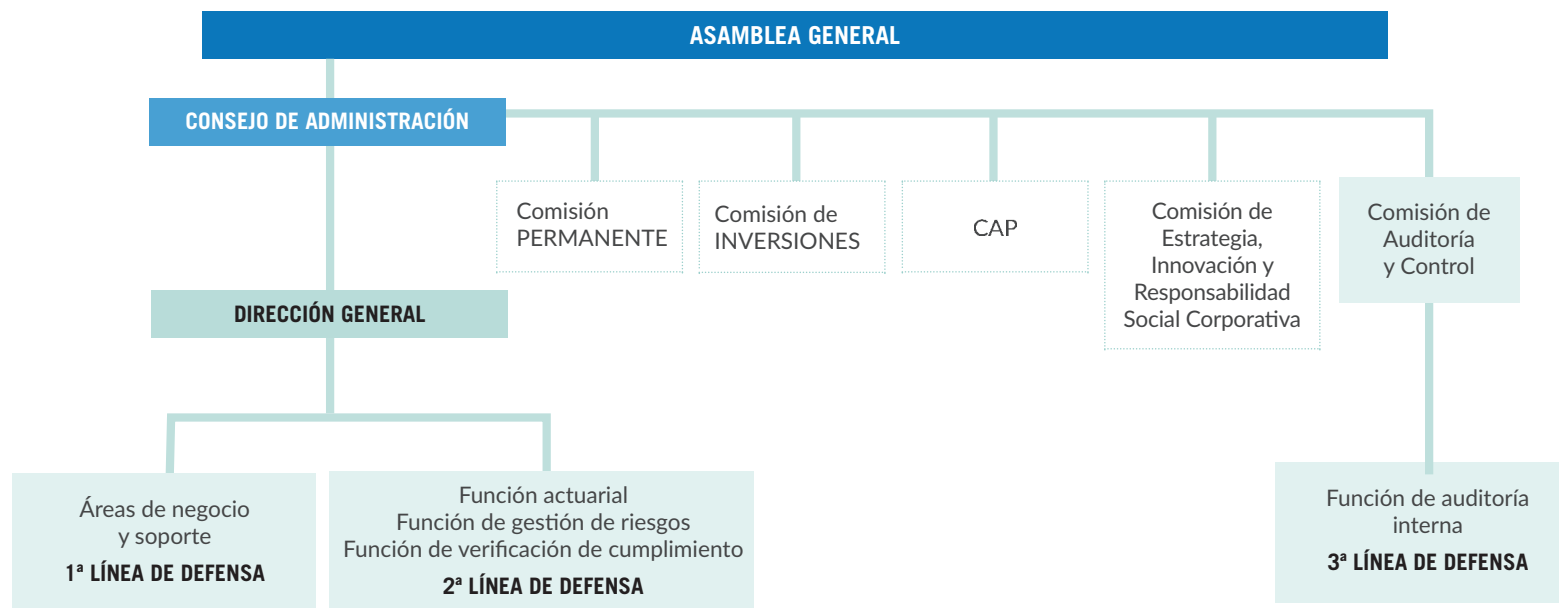 ASAMBLEA GENERAL
CONSEJO DE ADMINISTRACIÓN
Comisión
PERMANENTE
Comisión de
INVERSIONES
CAP
Comisión de
Estrategia,
Innovación y
Responsabilidad
Social Corporativa
Comisión de
Auditoría
y Control
DIRECCIÓN GENERAL
Áreas de negocio
y soporte
1ª LÍNEA DE DEFENSA
Función actuarial
Función de gestión de riesgos
Función de verificación de cumplimiento
2ª LÍNEA DE DEFENSA
Función de auditoría
interna
3ª LÍNEA DE DEFENSA